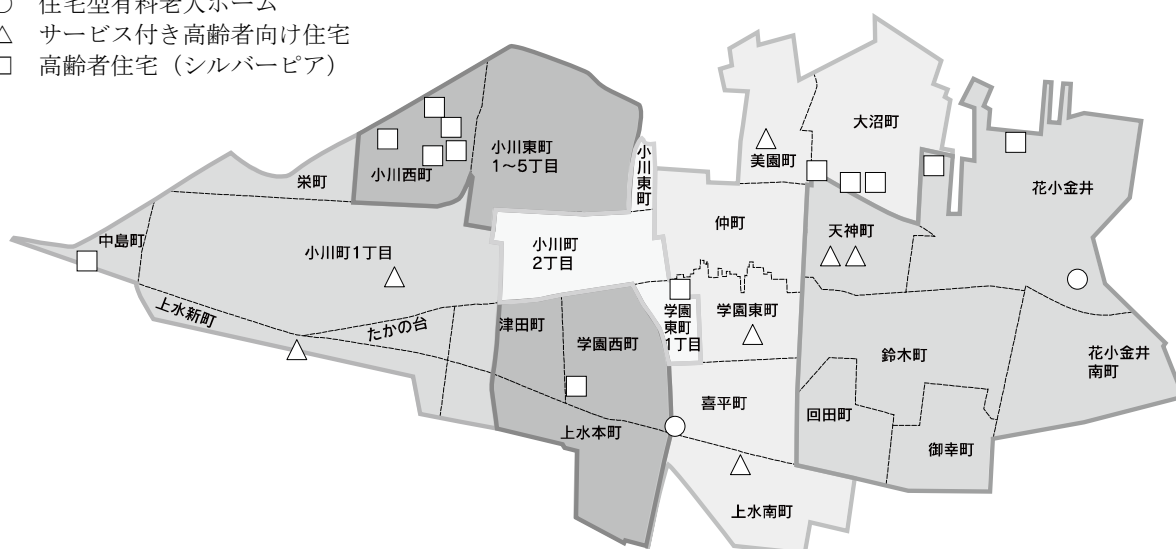 ○ 住宅型有料老人ホーム
△ サービス付き高齢者向け住宅
□ 高齢者住宅（シルバーピア）
大沼町
小川東町
1～5丁目
小川東町
美園町
小川西町
栄町
花小金井
仲町
天神町
中島町
小川町1丁目
小川町
2丁目
上水新町
たかの台
津田町
学園
東町
1丁目
学園東町
学園西町
鈴木町
花小金井
南町
喜平町
回田町
上水本町
御幸町
上水南町